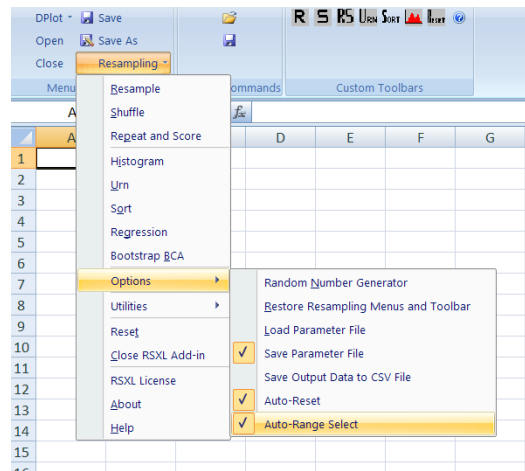 DPlot Save
Open Save As
Close Resampling
R S RS URN SORT RESET
Menu ommands Custom Toolbars
A fx
A D E F G
1
2
3
4
5
6
7
8
9
10
11
12
13
14
15
16
Resample
Shuffle
Repeat and Score
Histogram
Urn
Sort
Regression
Bootstrap BCA
Options
Utilities
Reset
Close RSXL Add-in
RSXL License
About
Help
Random Number Generator
Restore Resampling Menus and Toolbar
Load Parameter File
Save Parameter File
Save Output Data to CSV File
Auto-Reset
Auto-Range Select